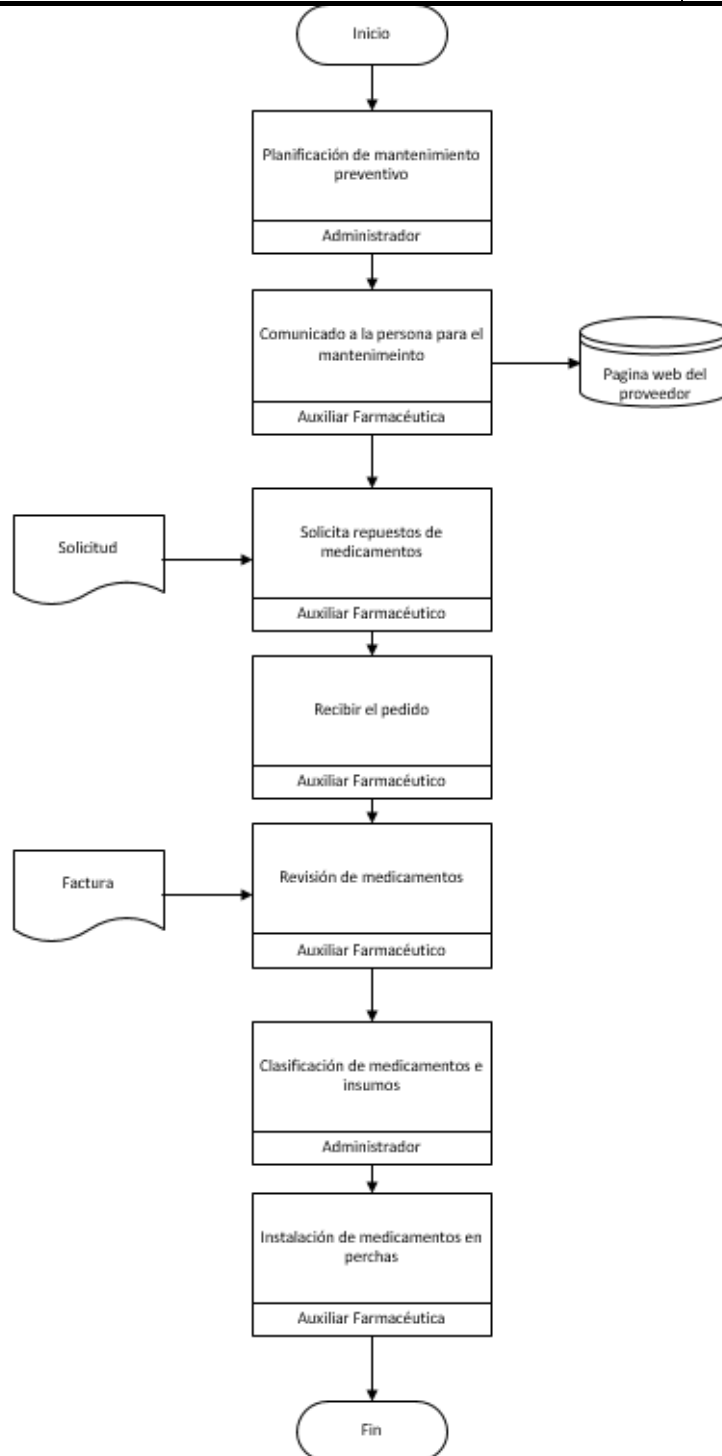 Inicio
Planificación de mantenimiento
preventivo
Administrador
Comunicado a la persona para el
mantenimeinto
Auxiliar Farmacéutica
Pagina web del
proveedor
Solicitud
Solicita repuestos de
medicamentos
Auxiliar Farmacéutico
Recibir el pedido
Auxiliar Farmacéutico
Factura
Revisión de medicamentos
Auxiliar Farmacéutico
Clasificación de medicamentos e
insumos
Administrador
Instalación de medicamentos en
perchas
Auxiliar Farmacéutica
Fin